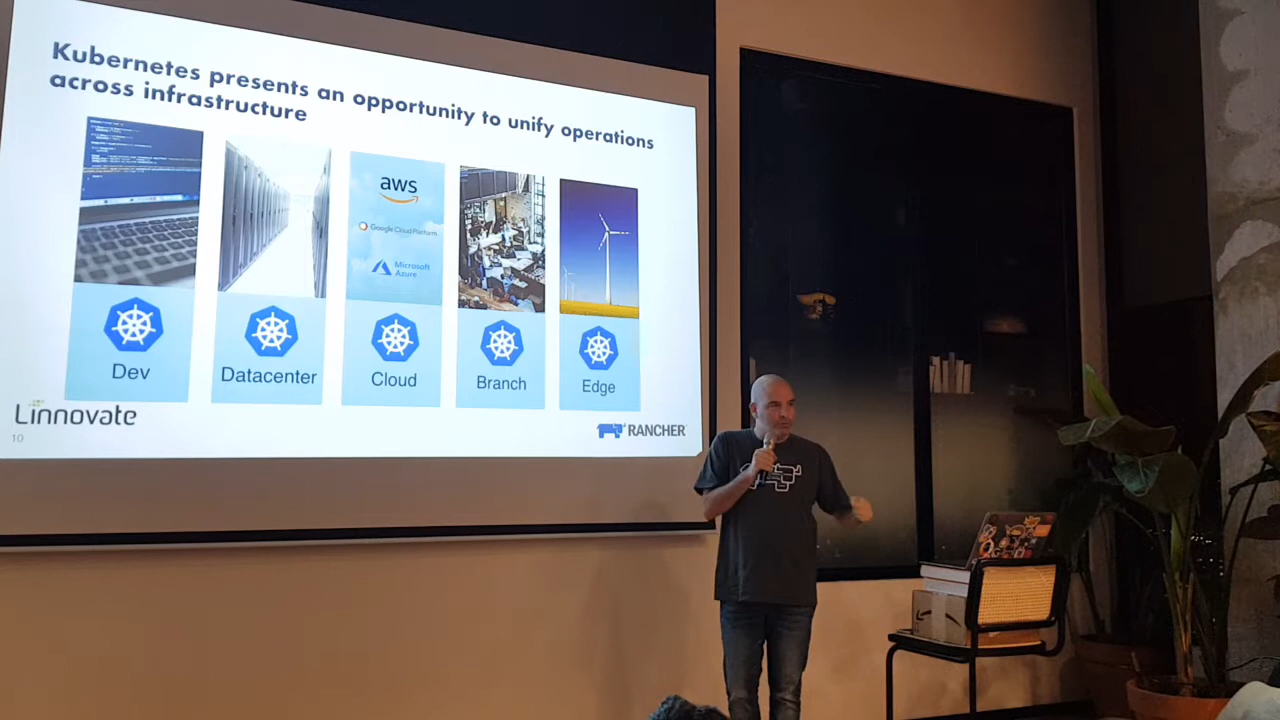 Kubernetes presents an opportunity to unify operations
across infrastructure
aws
Google Cloud Platform
Microsoft
Azure
Dev
Datacenter
Cloud
Branch
Edge
Linnovate
10
RANCHER